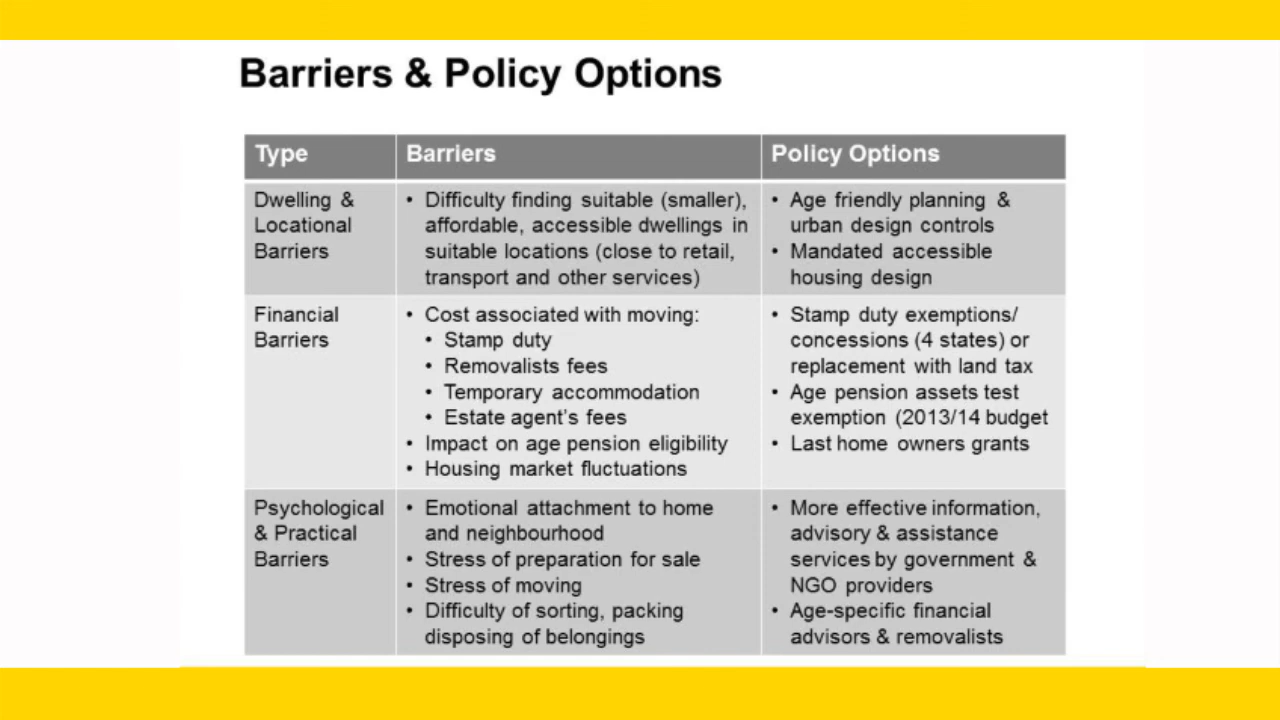 Barriers & Policy Options
Type
Barriers
Policy Options
Dwelling &
Locational
Barriers
• Difficulty finding suitable (smaller),
affordable, accessible dwellings in
suitable locations (close to retail,
transport and other services)
• Age friendly planning &
urban design controls
• Mandated accessible
housing design
Financial
Barriers
• Cost associated with moving:
• Stamp duty
• Removalists fees
• Temporary accommodation
• Estate agent's fees
• Impact on age pension eligibility
• Housing market fluctuations
• Stamp duty exemptions/
concessions (4 states) or
replacement with land tax
• Age pension assets test
exemption (2013/14 budget
• Last home owners grants
Psychological
& Practical
Barriers
• Emotional attachment to home
and neighbourhood
• Stress of preparation for sale
• Stress of moving
• Difficulty of sorting, packing
disposing of belongings
• More effective information,
advisory & assistance
services by government &
NGO providers
• Age-specific financial
advisors & removalists